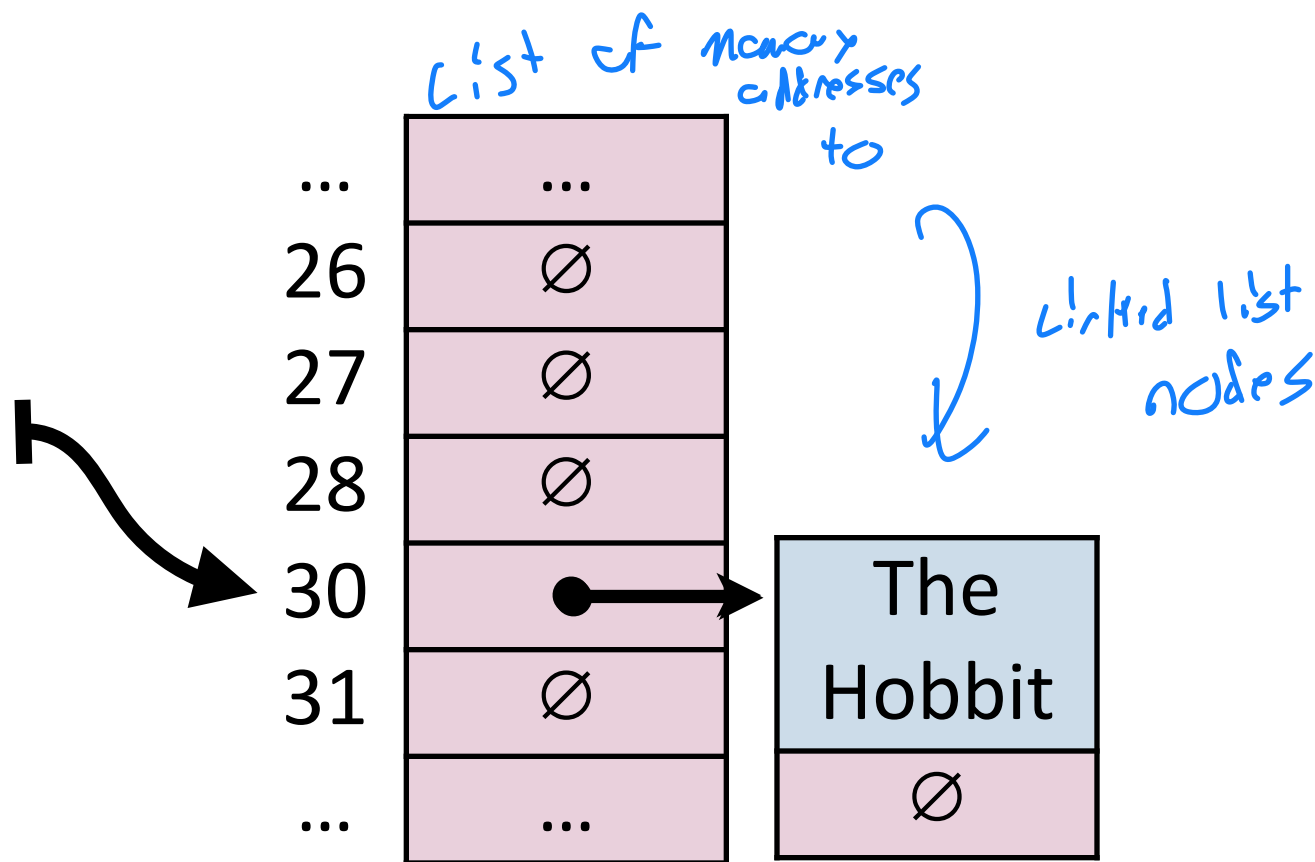 List of memory
addresses
to
... ...
26 ∅
27 ∅
Linked list
nodes
28 ∅
30 The
Hobbit
31 ∅
∅
... ...